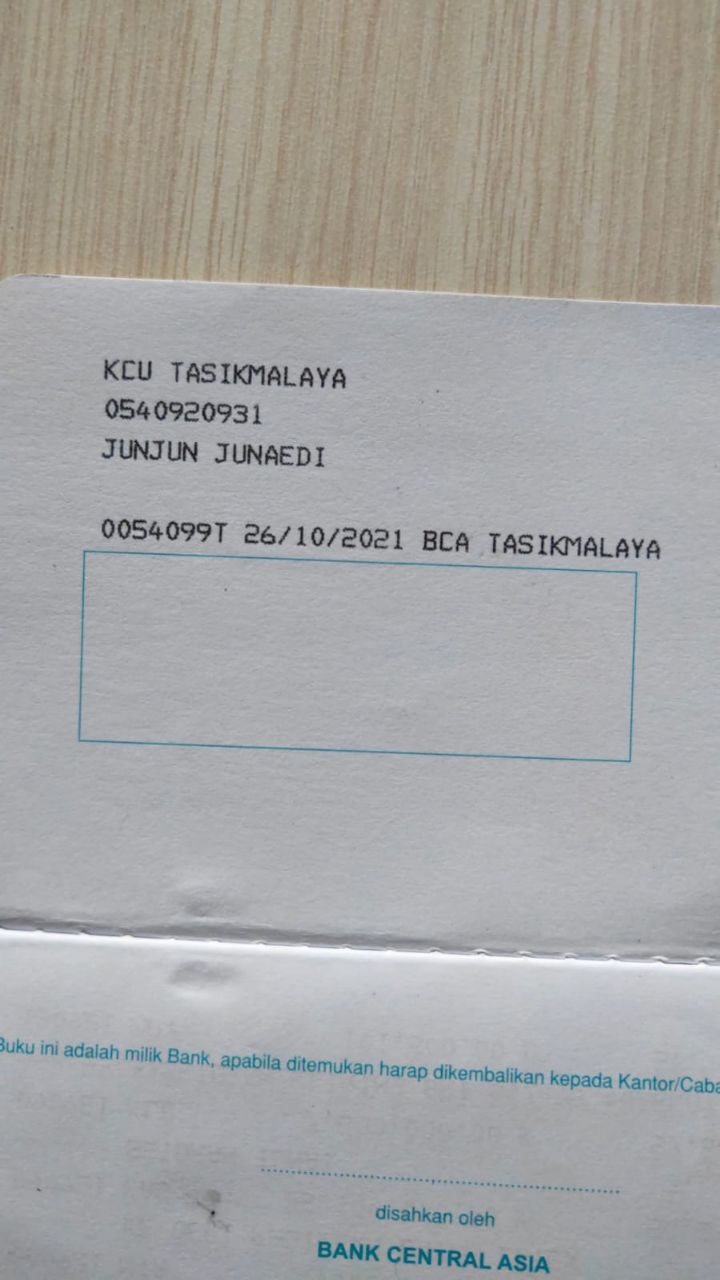 KCU TASIKMALAYA
0540920931
JUNJUN JUNAEDI
0054099T 26/10/2021 BCA TASIKMALAYA
Buku ini adalah milik Bank, apabila ditemukan harap dikembalikan kepada Kantor/Caba
disahkan oleh
BANK CENTRAL ASIA